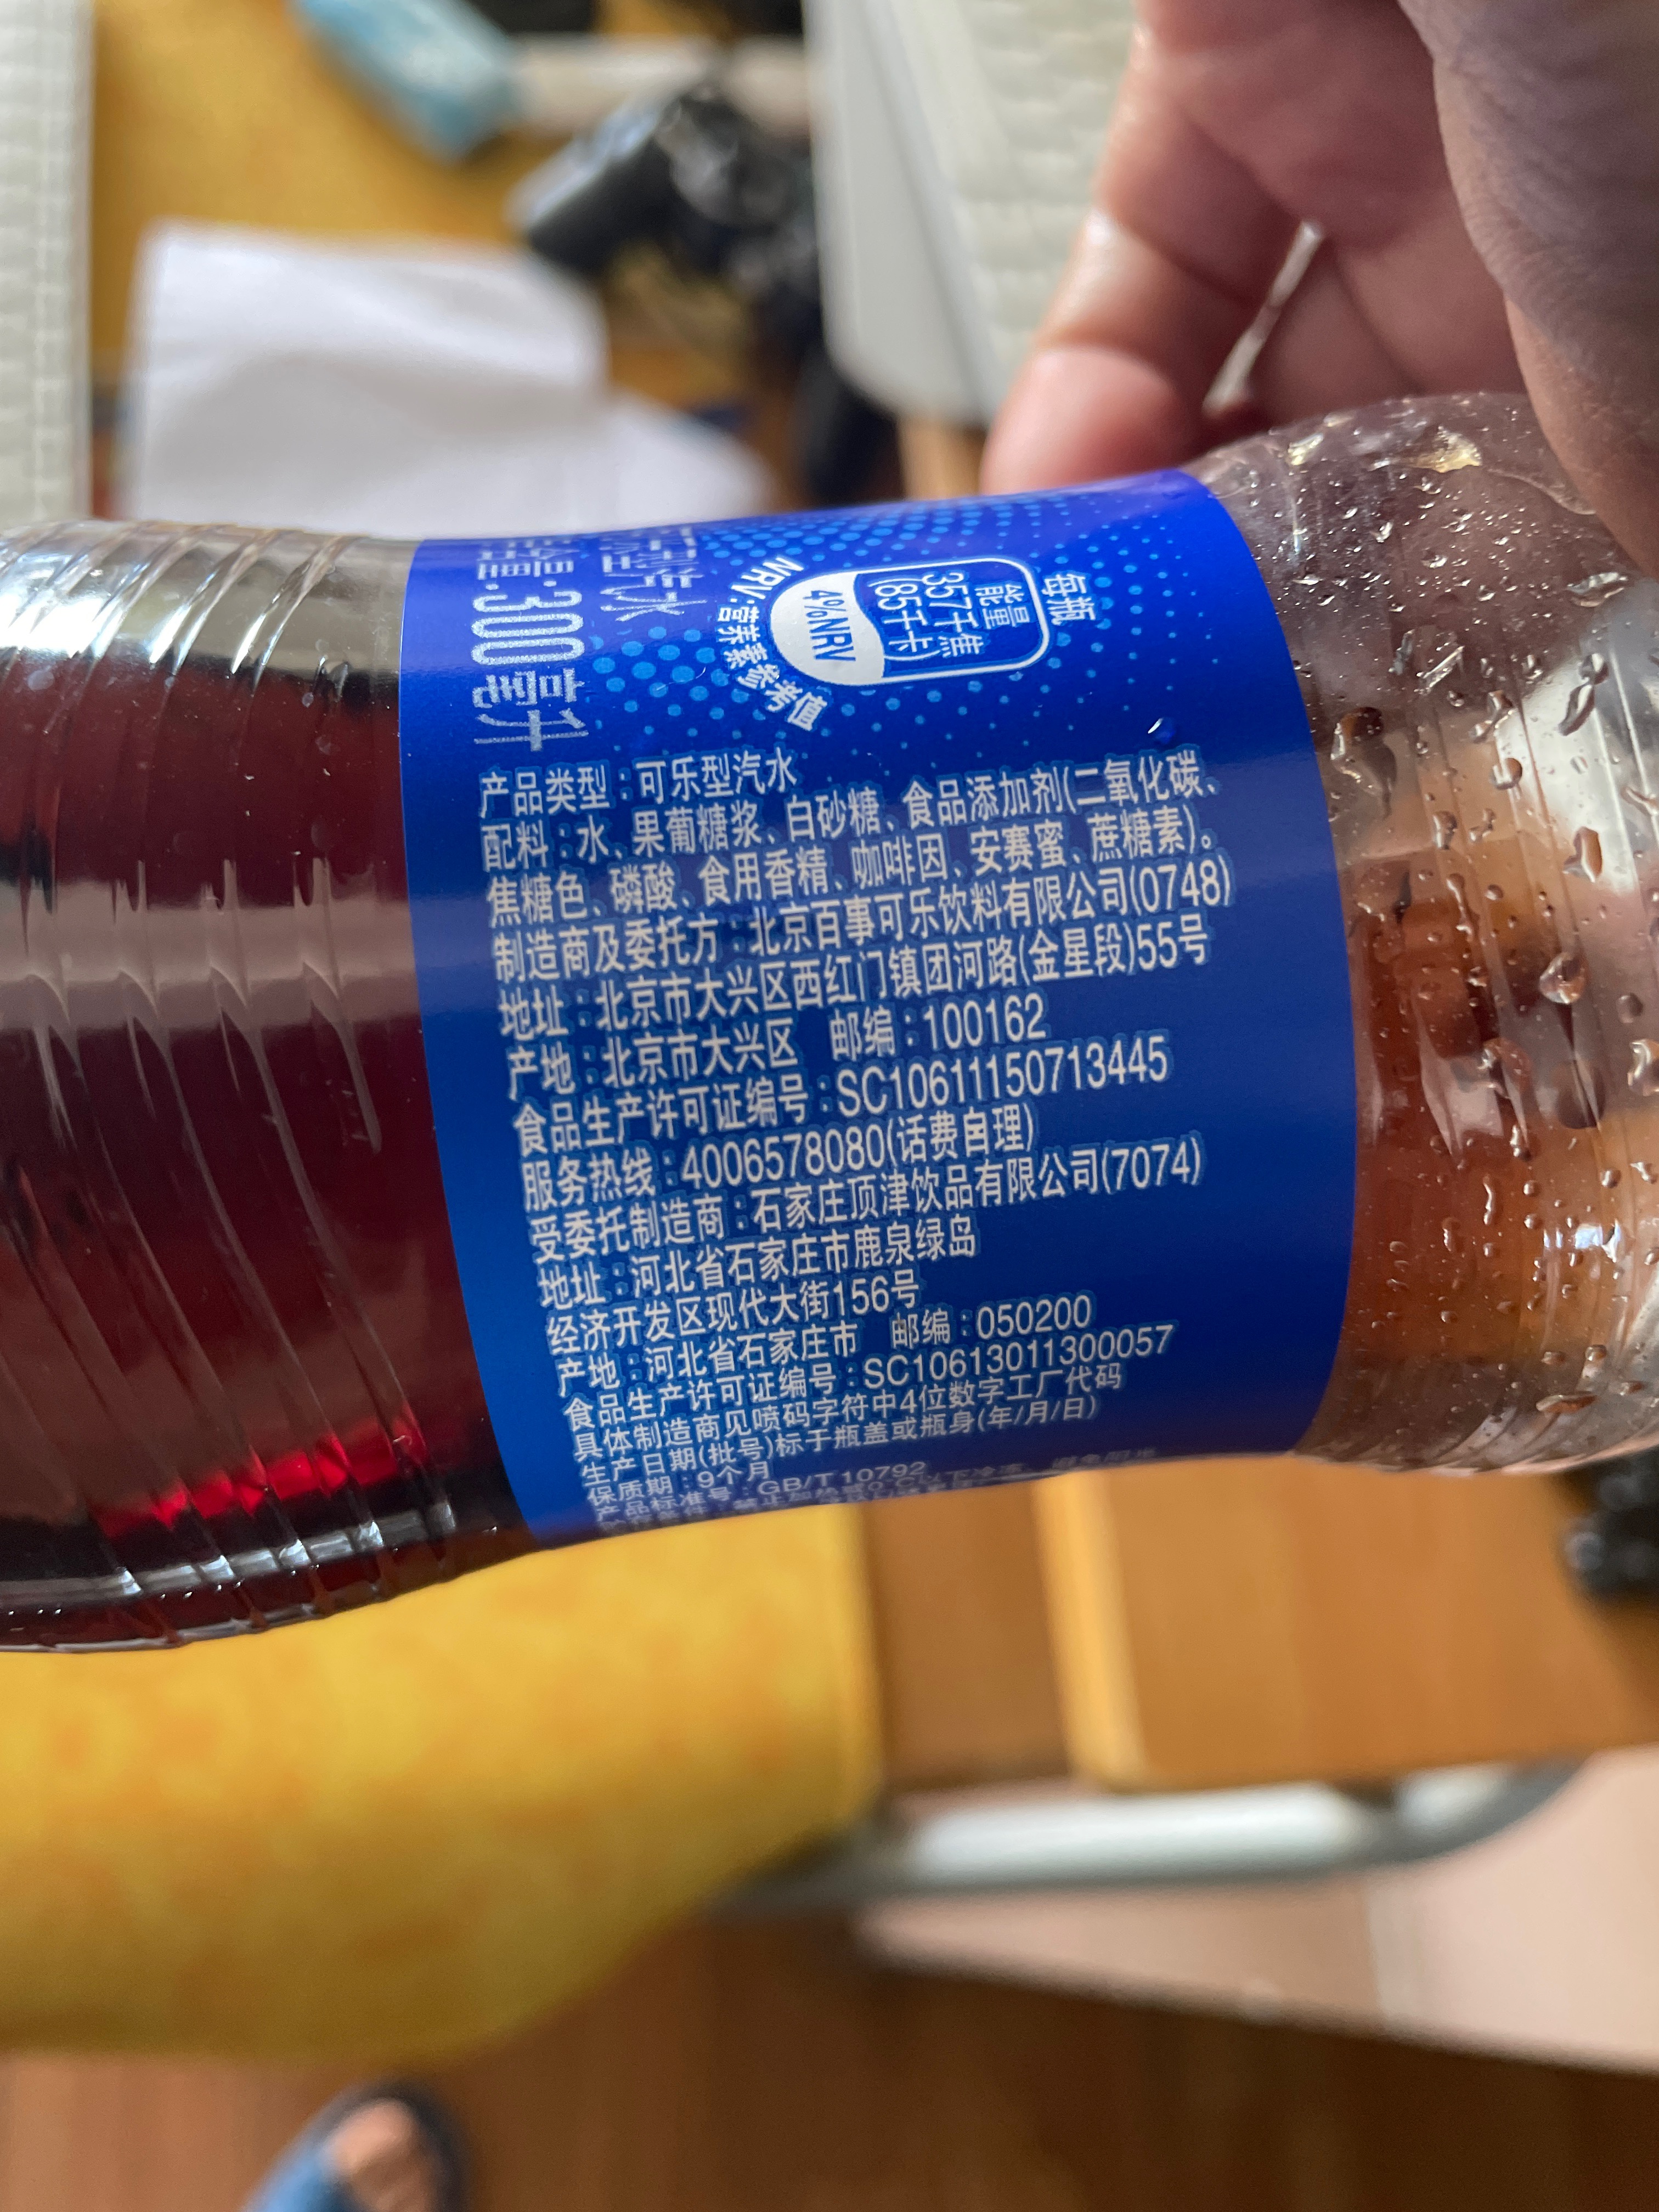 可乐型汽水
净含量:300毫升
每瓶
能量
357千焦
(85千卡)
4%NRV
NRV:营养素参考值
产品类型:可乐型汽水
配料:水、果葡糖浆、白砂糖、食品添加剂(二氧化碳、
焦糖色、磷酸、食用香精、咖啡因、安赛蜜、蔗糖素)。
制造商及委托方:北京百事可乐饮料有限公司(0748)
地址:北京市大兴区西红门镇团河路(金星段)55号
产地:北京市大兴区 邮编:100162
食品生产许可证编号:SC10611150713445
服务热线:4006578080(话费自理)
受委托制造商:石家庄顶津饮品有限公司(7074)
地址:河北省石家庄市鹿泉绿岛
经济开发区现代大街156号
产地:河北省石家庄市 邮编:050200
食品生产许可证编号:SC10613011300057
具体制造商见喷码字符中4位数字工厂代码
生产日期(批号)标于瓶盖或瓶身(年/月/日)
保质期:9个月
产品标准号:GB/T10792